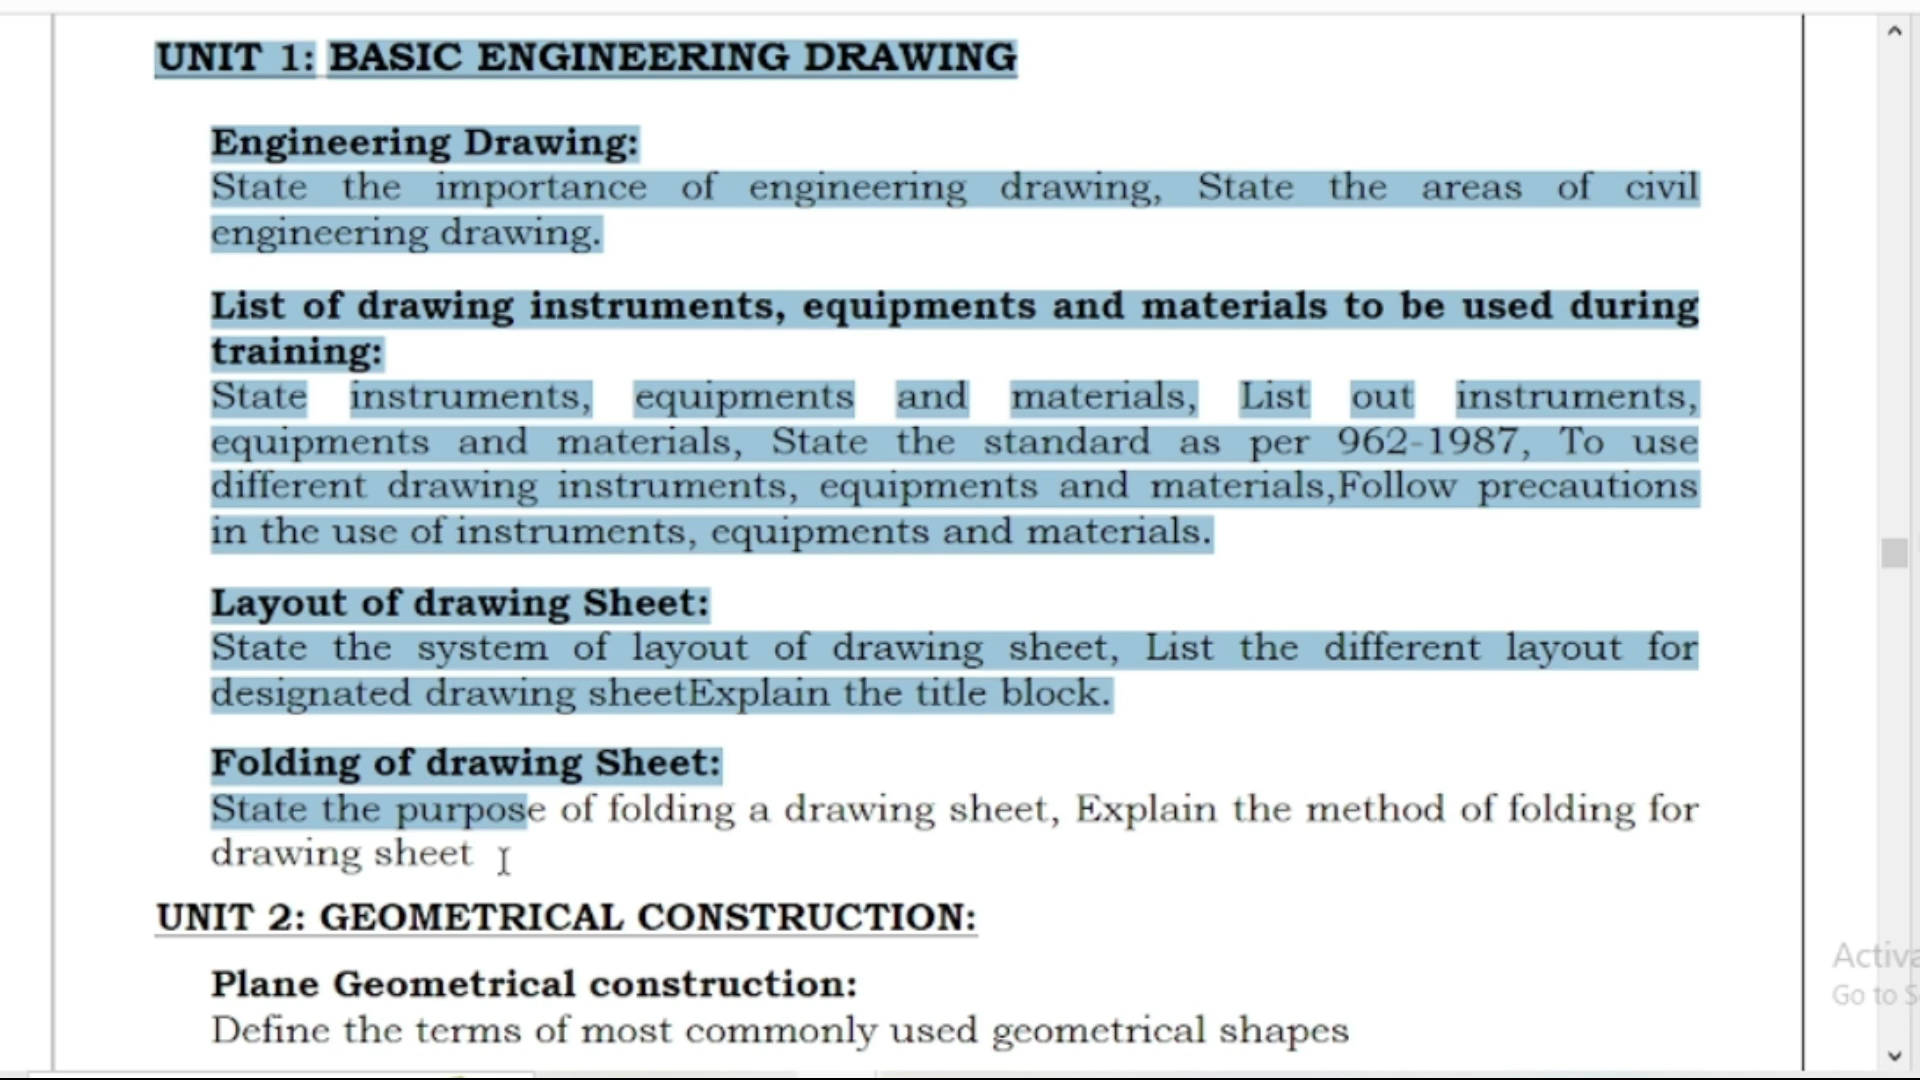 UNIT 1: BASIC ENGINEERING DRAWING
Engineering Drawing:
State the importance of engineering drawing, State the areas of civil
engineering drawing.
List of drawing instruments, equipments and materials to be used during
training:
State instruments, equipments and materials, List out instruments,
equipments and materials, State the standard as per 962-1987, To use
different drawing instruments, equipments and materials,Follow precautions
in the use of instruments, equipments and materials.
Layout of drawing Sheet:
State the system of layout of drawing sheet, List the different layout for
designated drawing sheetExplain the title block.
Folding of drawing Sheet:
State the purpose of folding a drawing sheet, Explain the method of folding for
drawing sheet
UNIT 2: GEOMETRICAL CONSTRUCTION:
Plane Geometrical construction:
Define the terms of most commonly used geometrical shapes
Activa
Go to S